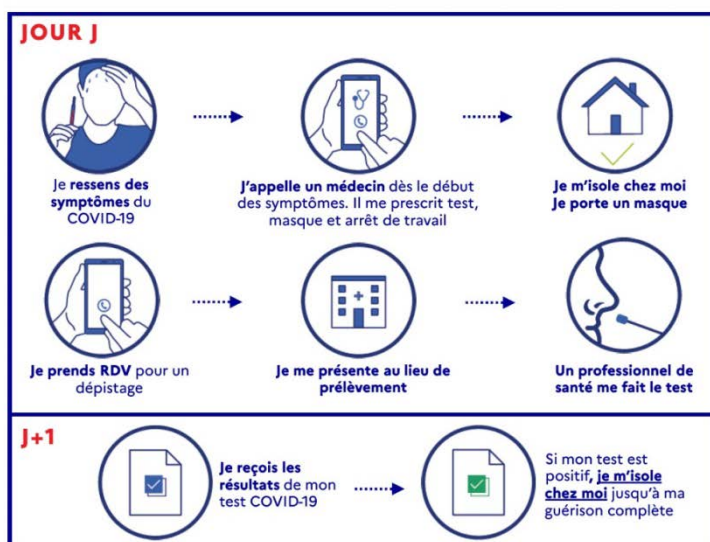 JOUR J
Je ressens des
symptômes du
COVID-19
J'appelle un médecin dès le début
des symptômes. Il me prescrit test,
masque et arrêt de travail
Je m'isole chez moi
Je porte un masque
Je prends RDV pour un
dépistage
Je me présente au lieu de
prélèvement
Un professionnel de
santé me fait le test
J+1
Je reçois les
résultats de mon
test COVID-19
Si mon test est
positif, je m'isole
chez moi jusqu'à ma
guérison complète